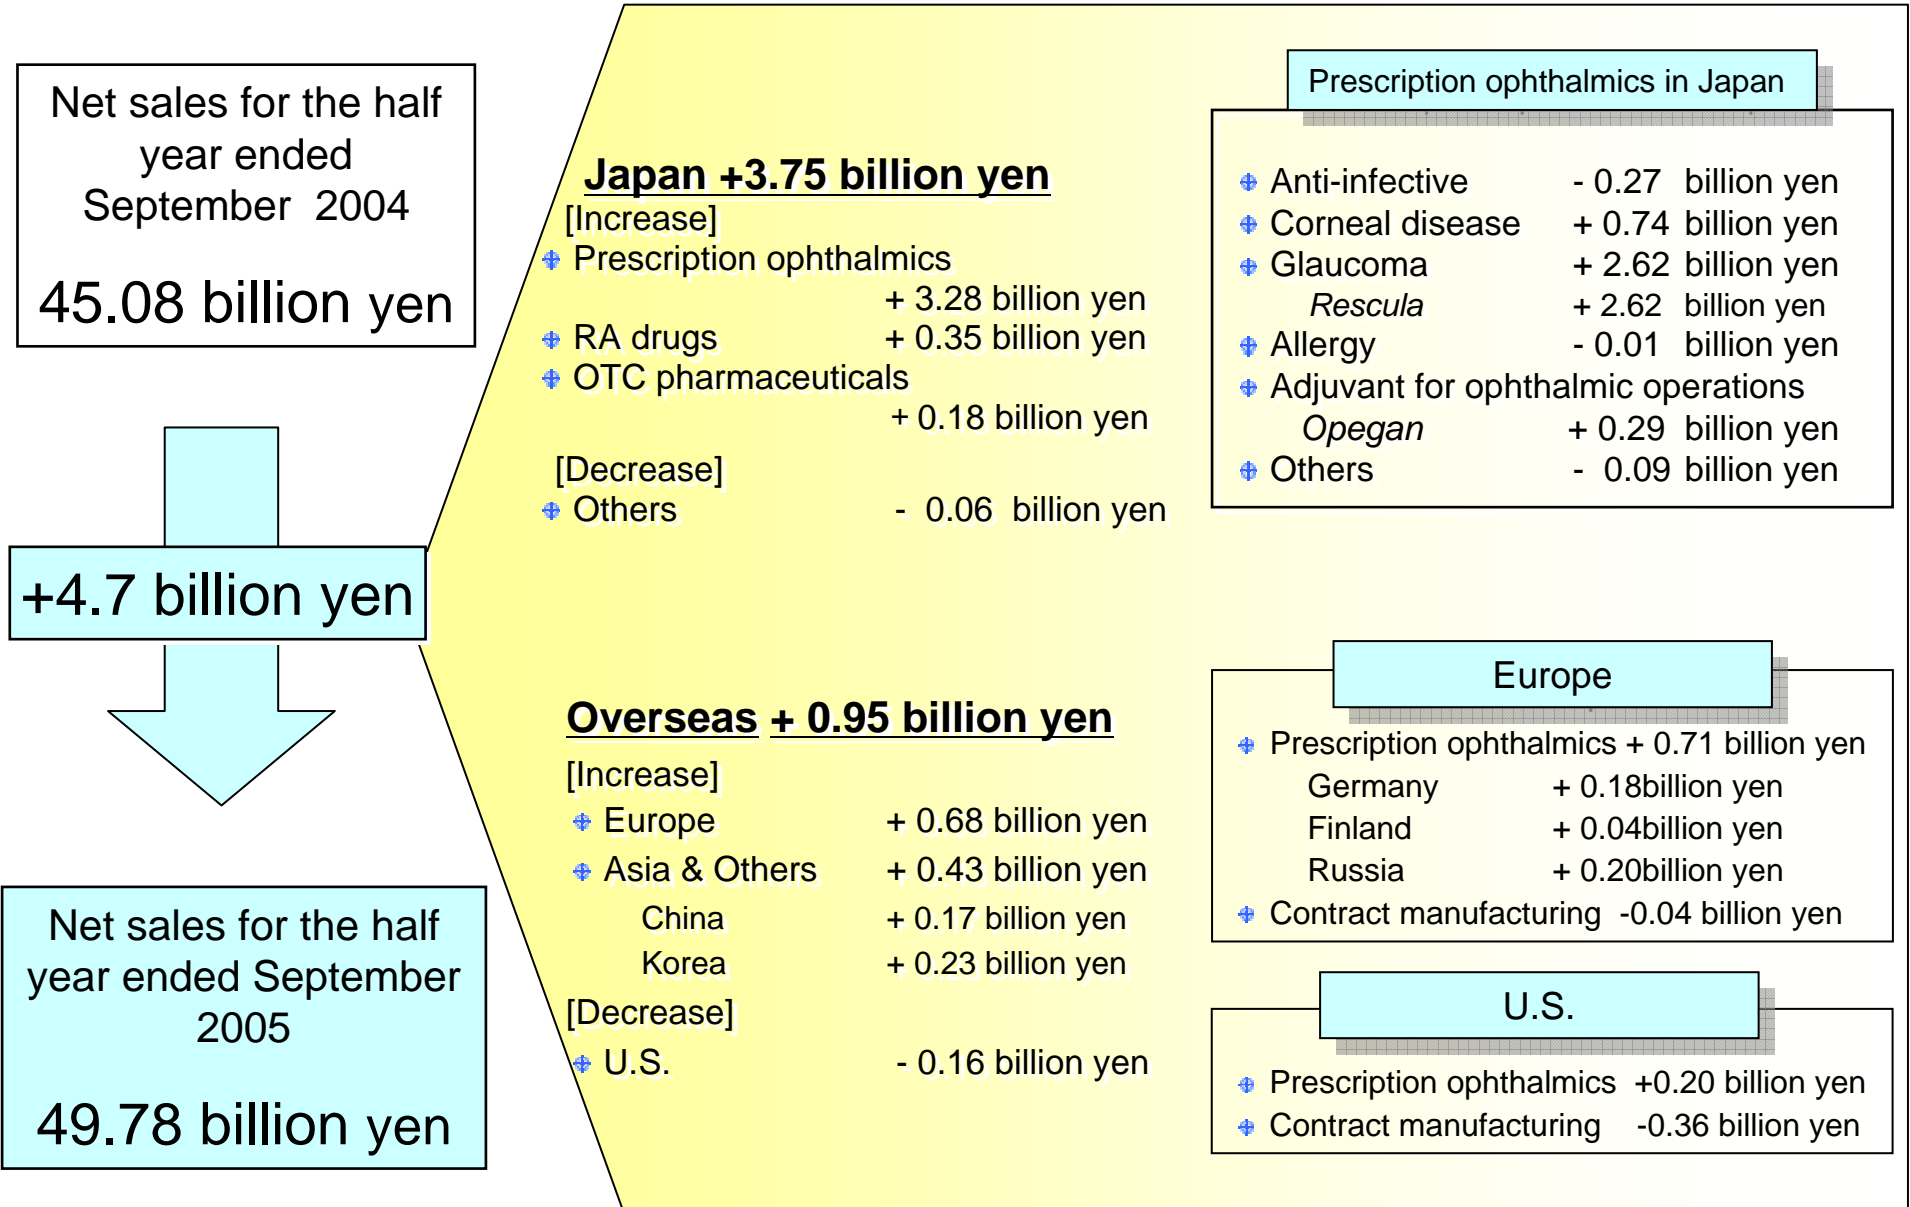 Net sales for the half
year ended
September 2004
45.08 billion yen
+4.7 billion yen
Net sales for the half
year ended September
2005
49.78 billion yen
Japan +3.75 billion yen
[Increase]
Prescription ophthalmics
+ 3.28 billion yen
RA drugs + 0.35 billion yen
OTC pharmaceuticals
+ 0.18 billion yen
[Decrease]
Others - 0.06 billion yen
Overseas + 0.95 billion yen
[Increase]
Europe + 0.68 billion yen
Asia & Others + 0.43 billion yen
China + 0.17 billion yen
Korea + 0.23 billion yen
[Decrease]
U.S. - 0.16 billion yen
Prescription ophthalmics in Japan
Anti-infective - 0.27 billion yen
Corneal disease + 0.74 billion yen
Glaucoma + 2.62 billion yen
Rescula + 2.62 billion yen
Allergy - 0.01 billion yen
Adjuvant for ophthalmic operations
Opegan + 0.29 billion yen
Others - 0.09 billion yen
Europe
Prescription ophthalmics + 0.71 billion yen
Germany + 0.18billion yen
Finland + 0.04billion yen
Russia + 0.20billion yen
Contract manufacturing -0.04 billion yen
U.S.
Prescription ophthalmics +0.20 billion yen
Contract manufacturing -0.36 billion yen